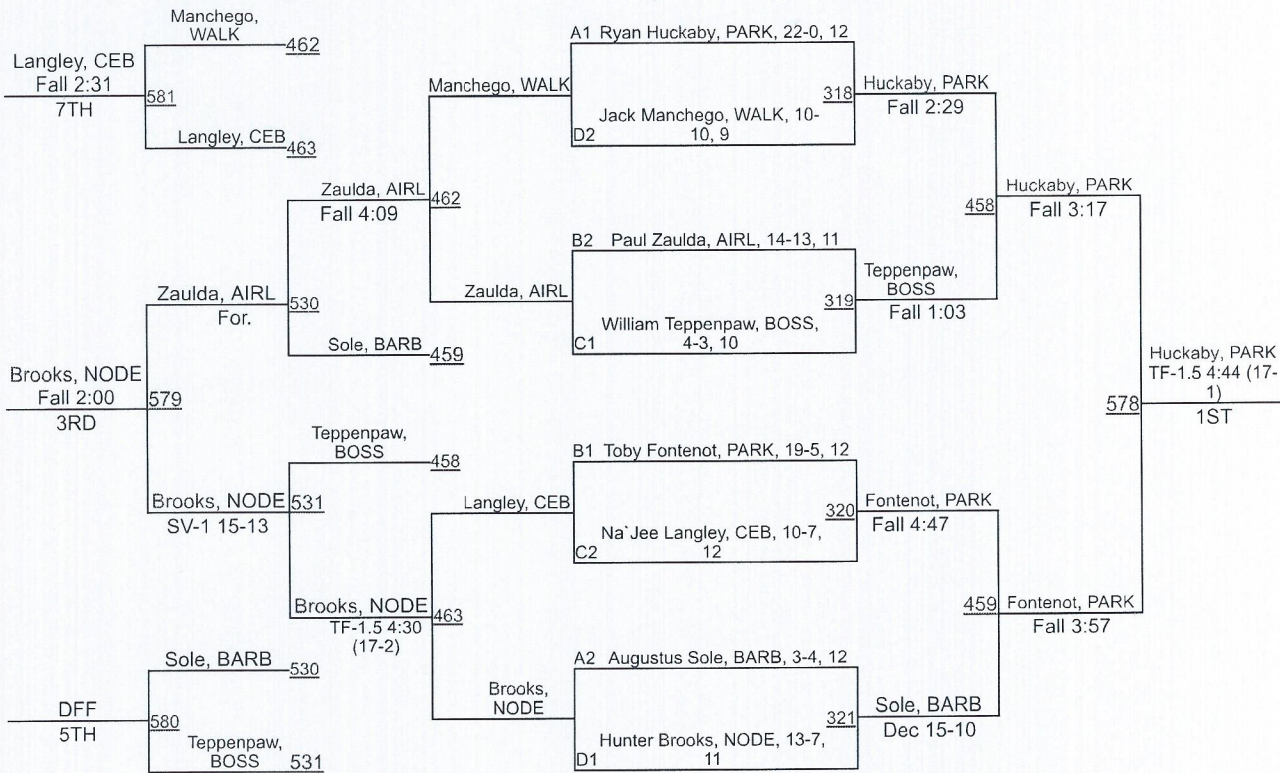 Manchego,
WALK
462
Langley, CEB
Fall 2:31
7TH
581
Langley, CEB
463
Zaulda, AIRL
Fall 4:09
Zaulda, AIRL
For.
530
Sole, BARB
459
Brooks, NODE
Fall 2:00
3RD
579
Teppenpaw,
BOSS
458
Brooks, NODE
SV-1 15-13
531
Brooks, NODE
TF-1.5 4:30
(17-2)
Sole, BARB
530
DFF
5TH
580
Teppenpaw,
BOSS
531
Manchego, WALK
462
Zaulda, AIRL
Langley, CEB
463
Brooks,
NODE
A1 Ryan Huckaby, PARK, 22-0, 12
318
Jack Manchego, WALK, 10-
D2 10, 9
B2 Paul Zaulda, AIRL, 14-13, 11
319
William Teppenpaw, BOSS,
C1 4-3, 10
B1 Toby Fontenot, PARK, 19-5, 12
320
Na`Jee Langley, CEB, 10-7,
C2 12
A2 Augustus Sole, BARB, 3-4, 12
321
Hunter Brooks, NODE, 13-7,
D1 11
Huckaby, PARK
Fall 2:29
458
Teppenpaw,
BOSS
Fall 1:03
Fontenot, PARK
Fall 4:47
459
Sole, BARB
Dec 15-10
Huckaby, PARK
Fall 3:17
578
Fontenot, PARK
Fall 3:57
Huckaby, PARK
TF-1.5 4:44 (17-
1)
1ST